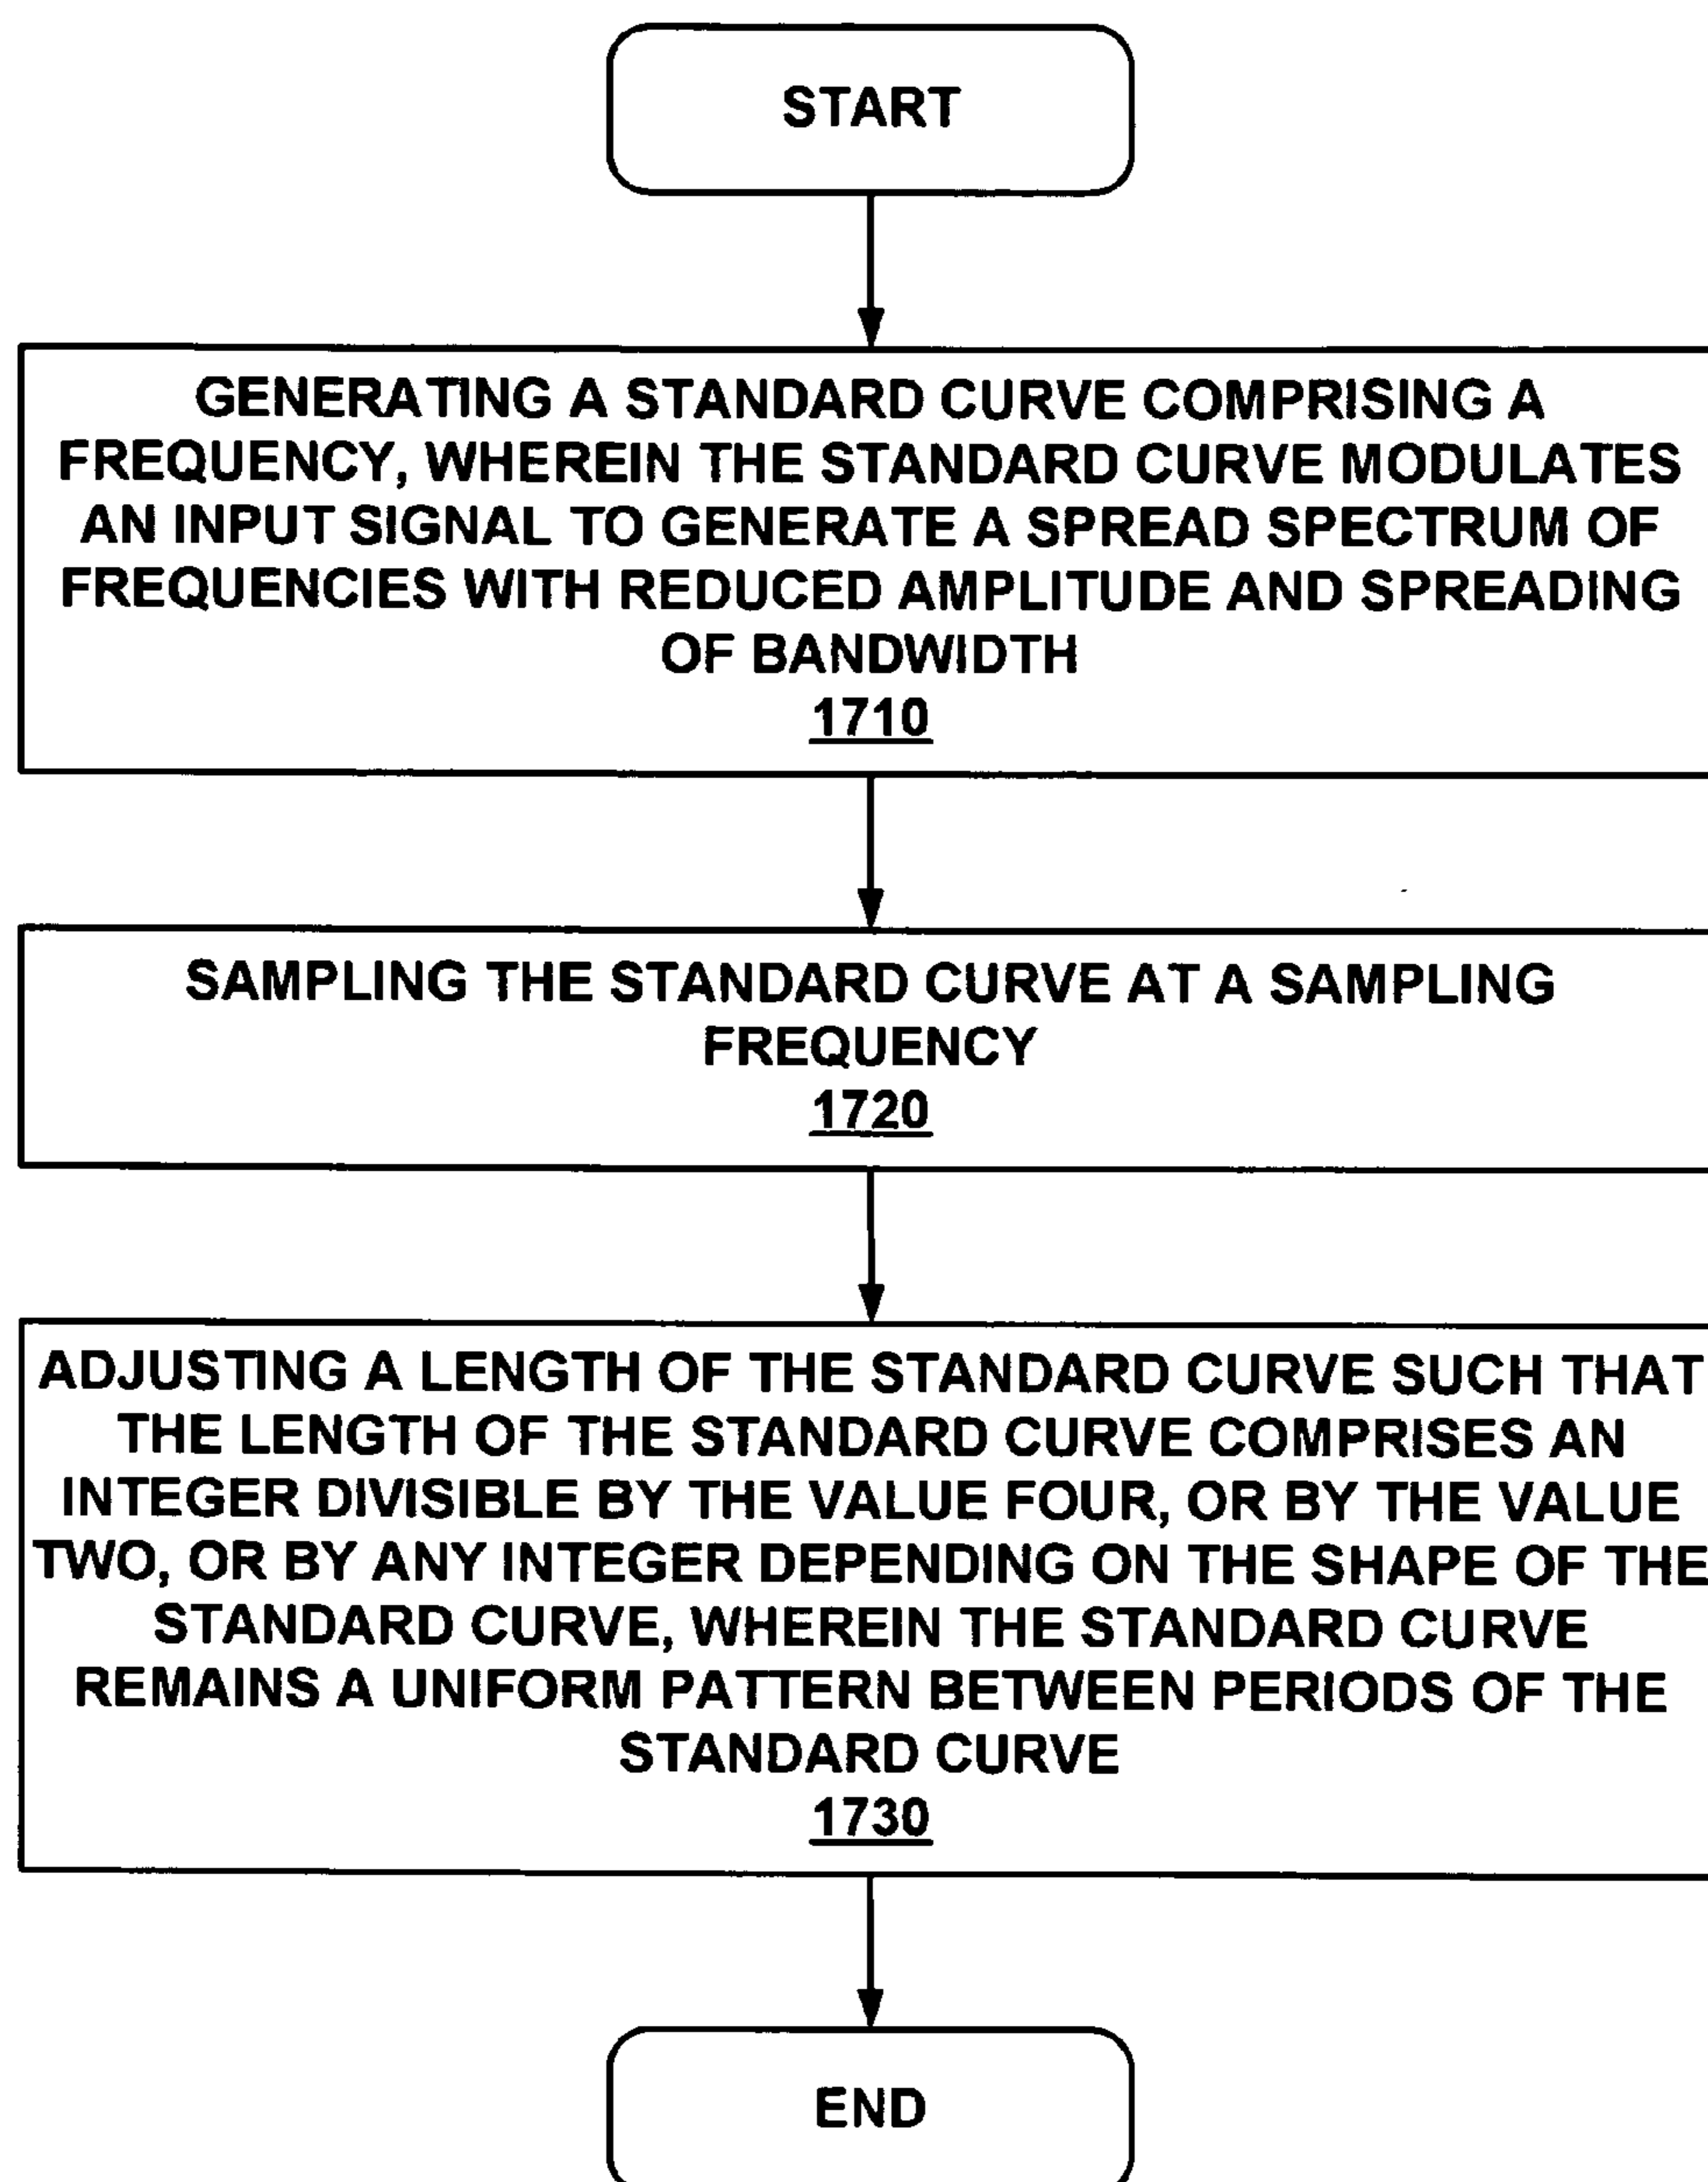 START
GENERATING A STANDARD CURVE COMPRISING A
FREQUENCY, WHEREIN THE STANDARD CURVE MODULATES
AN INPUT SIGNAL TO GENERATE A SPREAD SPECTRUM OF
FREQUENCIES WITH REDUCED AMPLITUDE AND SPREADING
OF BANDWIDTH
1710
SAMPLING THE STANDARD CURVE AT A SAMPLING
FREQUENCY
1720
ADJUSTING A LENGTH OF THE STANDARD CURVE SUCH THAT
THE LENGTH OF THE STANDARD CURVE COMPRISES AN
INTEGER DIVISIBLE BY THE VALUE FOUR, OR BY THE VALUE
TWO, OR BY ANY INTEGER DEPENDING ON THE SHAPE OF THE
STANDARD CURVE, WHEREIN THE STANDARD CURVE
REMAINS A UNIFORM PATTERN BETWEEN PERIODS OF THE
STANDARD CURVE
1730
END